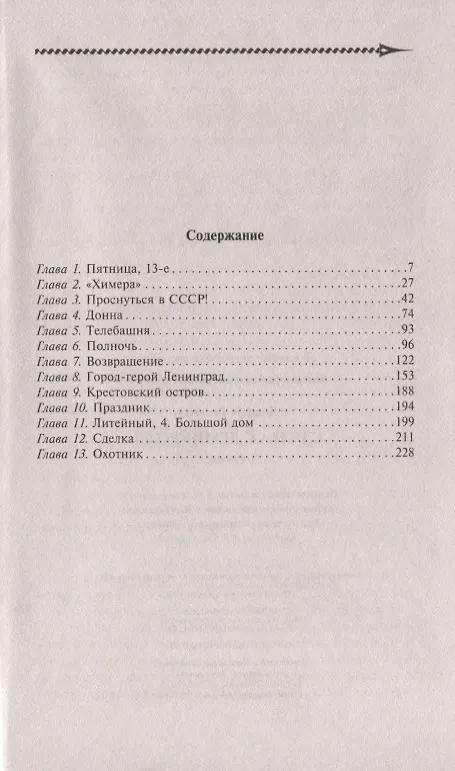 Содержание
Глава 1. Пятница, 13-е . . . . . . . . . . . . . . . . . . . . . . . . . . . . . . . . . . . 7
Глава 2. «Химера» . . . . . . . . . . . . . . . . . . . . . . . . . . . . . . . . . . . . . . 27
Глава 3. Проснуться в СССР! . . . . . . . . . . . . . . . . . . . . . . . . . . . . 42
Глава 4. Донна . . . . . . . . . . . . . . . . . . . . . . . . . . . . . . . . . . . . . . . . . 74
Глава 5. Телебашня . . . . . . . . . . . . . . . . . . . . . . . . . . . . . . . . . . . . . 93
Глава 6. Полночь . . . . . . . . . . . . . . . . . . . . . . . . . . . . . . . . . . . . . . . 96
Глава 7. Возвращение . . . . . . . . . . . . . . . . . . . . . . . . . . . . . . . . . . 122
Глава 8. Город-герой Ленинград. . . . . . . . . . . . . . . . . . . . . . . . . 153
Глава 9. Крестовский остров. . . . . . . . . . . . . . . . . . . . . . . . . . . . 188
Глава 10. Праздник . . . . . . . . . . . . . . . . . . . . . . . . . . . . . . . . . . . . 194
Глава 11. Литейный, 4. Большой дом . . . . . . . . . . . . . . . . . . . . 199
Глава 12. Сделка . . . . . . . . . . . . . . . . . . . . . . . . . . . . . . . . . . . . . . 211
Глава 13. Охотник . . . . . . . . . . . . . . . . . . . . . . . . . . . . . . . . . . . . . 228